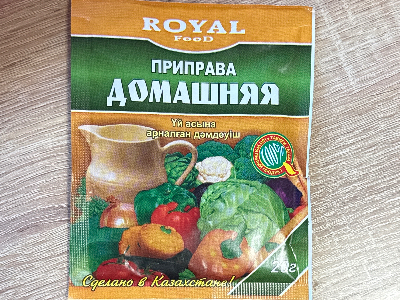 ROYAL
FOOD
ПРИПРАВА
ДОМАШНЯЯ
Үй асына
арналған дәмдеуіш
Сделано в Казахстане!